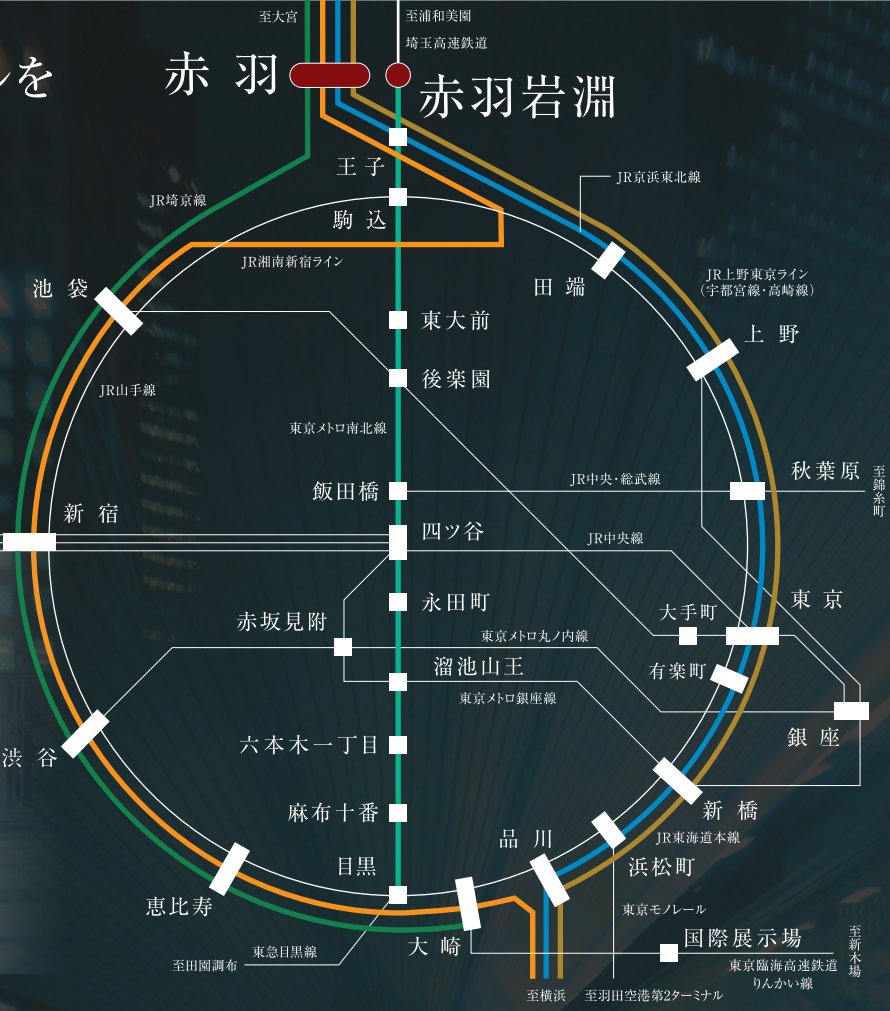 至大宮
至浦和美園
埼玉高速鉄道
ルを
赤羽
赤羽岩淵
王子
駒込
JR埼京線
JR京浜東北線
JR湘南新宿ライン
田端
JR上野東京ライン
（宇都宮線・高崎線）
池袋
東大前
上野
後楽園
JR山手線
東京メトロ南北線
飯田橋
JR中央・総武線
秋葉原
至錦糸町
新宿
四ツ谷
JR中央線
永田町
大手町
東京
赤坂見附
東京メトロ丸ノ内線
溜池山王
有楽町
東京メトロ銀座線
銀座
六本木一丁目
渋谷
麻布十番
新橋
品川
JR東海道本線
目黒
浜松町
恵比寿
東京モノレール
大崎
国際展示場
至新木場
東急目黒線
至田園調布
東京臨海高速鉄道
りんかい線
至横浜
至羽田空港第2ターミナル